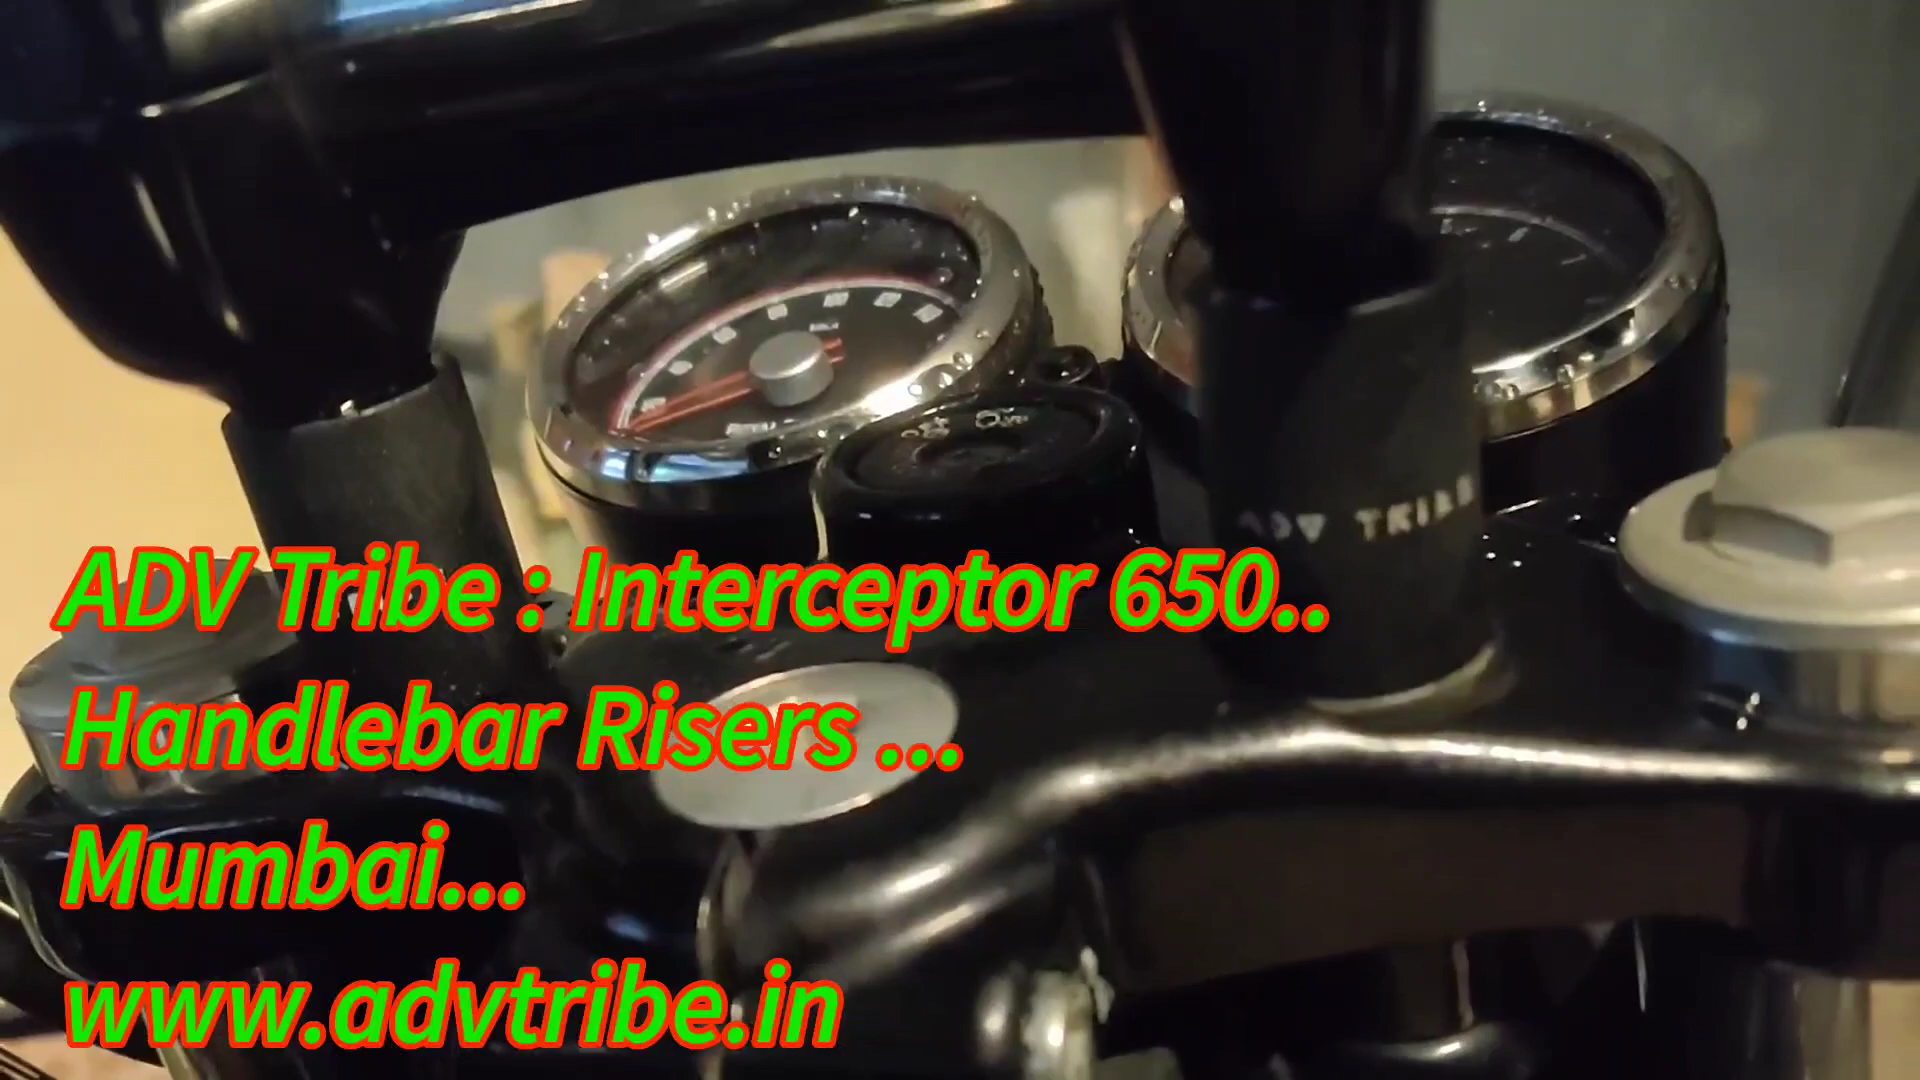 ADV TRIBE
ADV Tribe : Interceptor 650..
Handlebar Risers ...
Mumbai...
www.advtribe.in